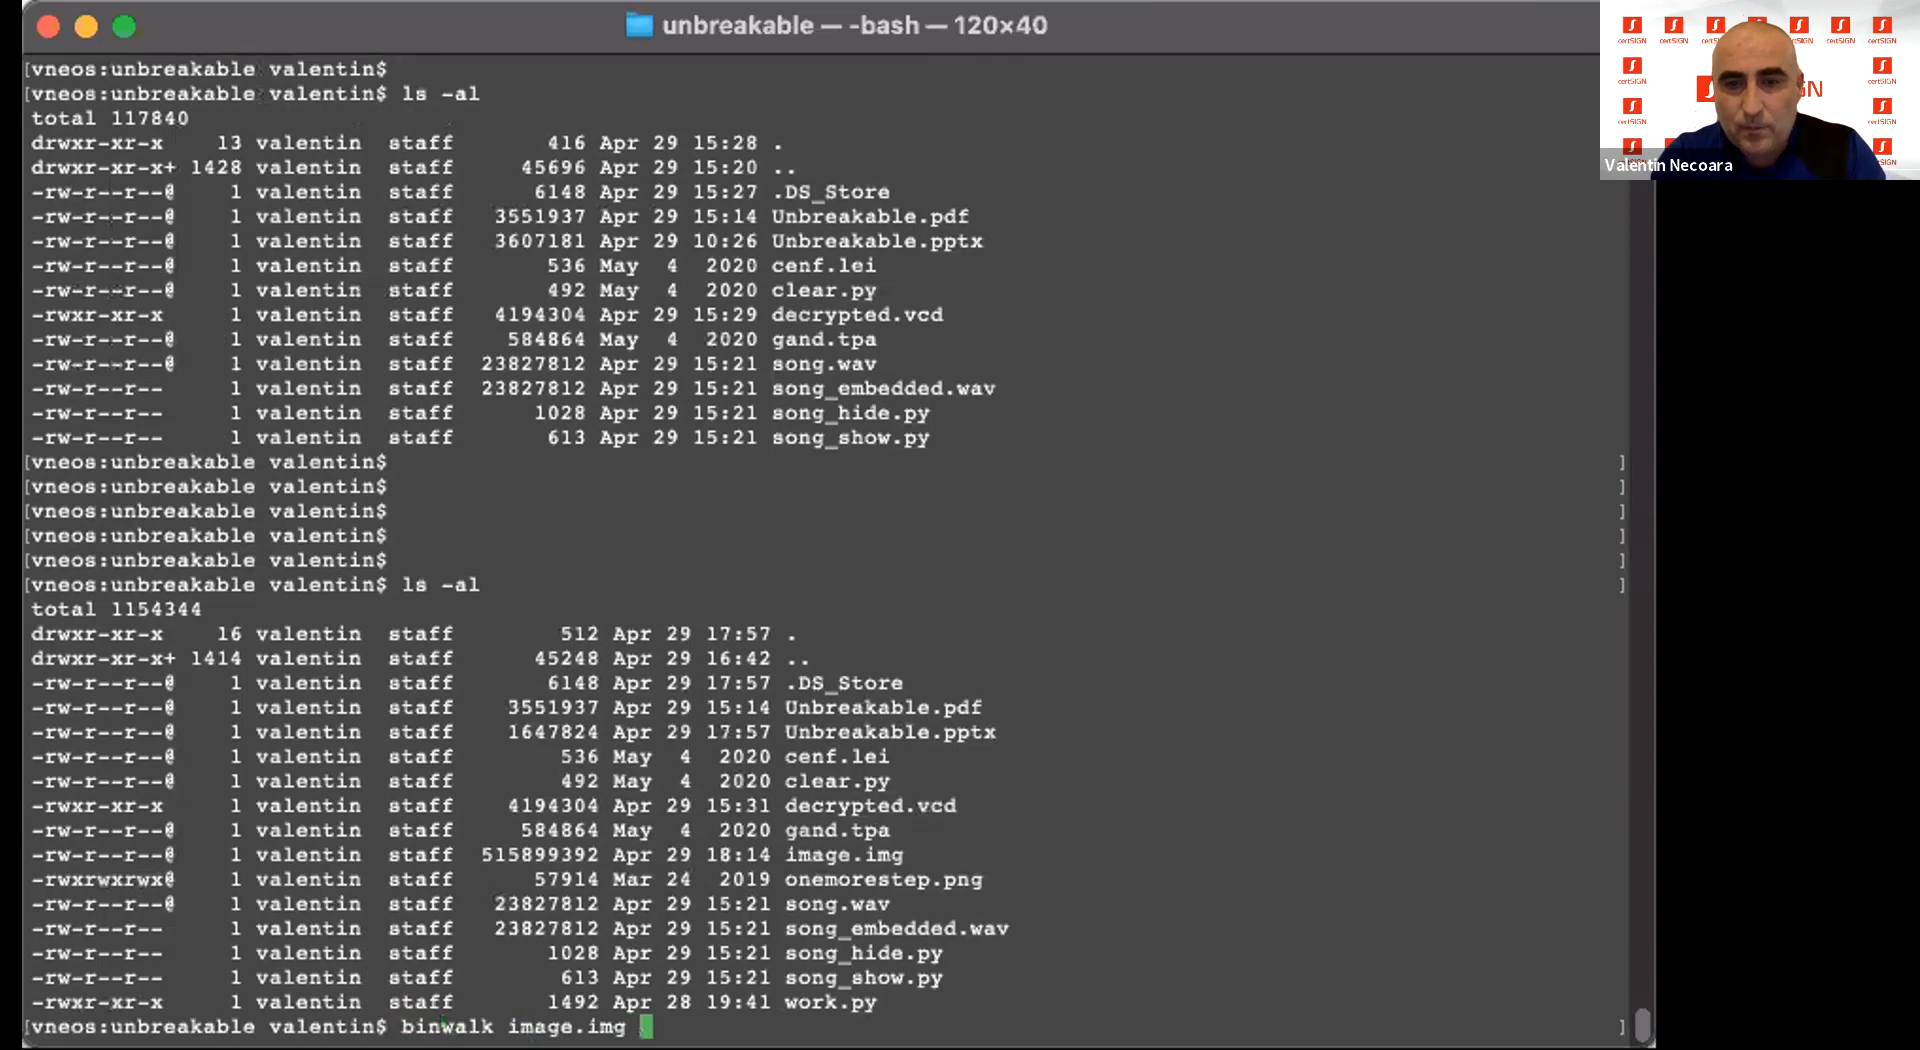 unbreakable — -bash — 120×40
[vneos:unbreakable valentin$
[vneos:unbreakable valentin$ ls -al
total 117840
drwxr-xr-x    13 valentin  staff       416 Apr 29 15:28 .
drwxr-xr-x+ 1428 valentin  staff     45696 Apr 29 15:20 ..
-rw-r--r--@    1 valentin  staff      6148 Apr 29 15:27 .DS_Store
-rw-r--r--@    1 valentin  staff   3551937 Apr 29 15:14 Unbreakable.pdf
-rw-r--r--@    1 valentin  staff   3607181 Apr 29 10:26 Unbreakable.pptx
-rw-r--r--@    1 valentin  staff       536 May  4  2020 cenf.lei
-rw-r--r--@    1 valentin  staff       492 May  4  2020 clear.py
-rwxr-xr-x     1 valentin  staff   4194304 Apr 29 15:29 decrypted.vcd
-rw-r--r--@    1 valentin  staff    584864 May  4  2020 gand.tpa
-rw-r--r--@    1 valentin  staff  23827812 Apr 29 15:21 song.wav
-rw-r--r--     1 valentin  staff  23827812 Apr 29 15:21 song_embedded.wav
-rw-r--r--     1 valentin  staff      1028 Apr 29 15:21 song_hide.py
-rw-r--r--     1 valentin  staff       613 Apr 29 15:21 song_show.py
[vneos:unbreakable valentin$ ]
[vneos:unbreakable valentin$ ]
[vneos:unbreakable valentin$ ]
[vneos:unbreakable valentin$ ]
[vneos:unbreakable valentin$ ]
[vneos:unbreakable valentin$ ls -al ]
total 1154344
drwxr-xr-x    16 valentin  staff        512 Apr 29 17:57 .
drwxr-xr-x+ 1414 valentin  staff      45248 Apr 29 16:42 ..
-rw-r--r--@    1 valentin  staff       6148 Apr 29 17:57 .DS_Store
-rw-r--r--@    1 valentin  staff    3551937 Apr 29 15:14 Unbreakable.pdf
-rw-r--r--@    1 valentin  staff    1647824 Apr 29 17:57 Unbreakable.pptx
-rw-r--r--@    1 valentin  staff        536 May  4  2020 cenf.lei
-rw-r--r--@    1 valentin  staff        492 May  4  2020 clear.py
-rwxr-xr-x     1 valentin  staff    4194304 Apr 29 15:31 decrypted.vcd
-rw-r--r--@    1 valentin  staff     584864 May  4  2020 gand.tpa
-rw-r--r--@    1 valentin  staff  515899392 Apr 29 18:14 image.img
-rwxrwxrwx@    1 valentin  staff      57914 Mar 24  2019 onemorestep.png
-rw-r--r--@    1 valentin  staff   23827812 Apr 29 15:21 song.wav
-rw-r--r--     1 valentin  staff   23827812 Apr 29 15:21 song_embedded.wav
-rw-r--r--     1 valentin  staff       1028 Apr 29 15:21 song_hide.py
-rw-r--r--     1 valentin  staff        613 Apr 29 15:21 song_show.py
-rwxr-xr-x     1 valentin  staff       1492 Apr 28 19:41 work.py
[vneos:unbreakable valentin$ binwalk image.img ]
certSIGN certSIGN certSIGN certSIGN certSIGN certSIGN
certSIGN certSIGN
certSIGN certSIGN
Valentin Necoara